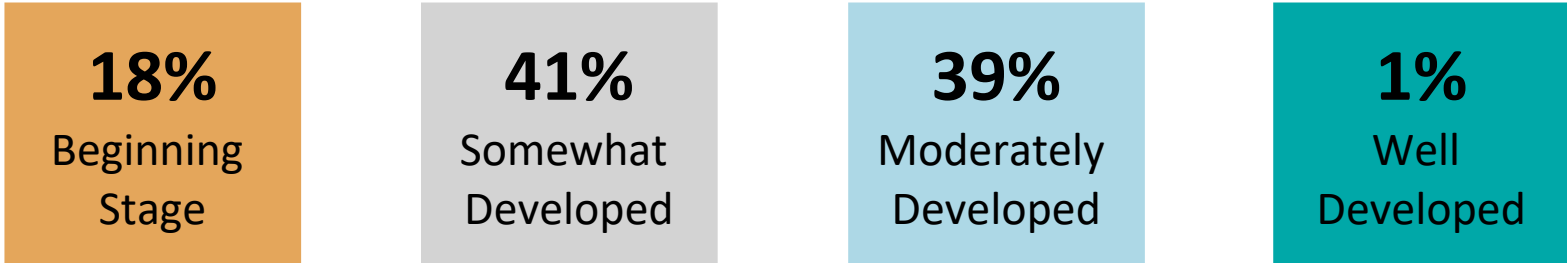 18%
Beginning
Stage
41%
Somewhat
Developed
39%
Moderately
Developed
1%
Well
Developed